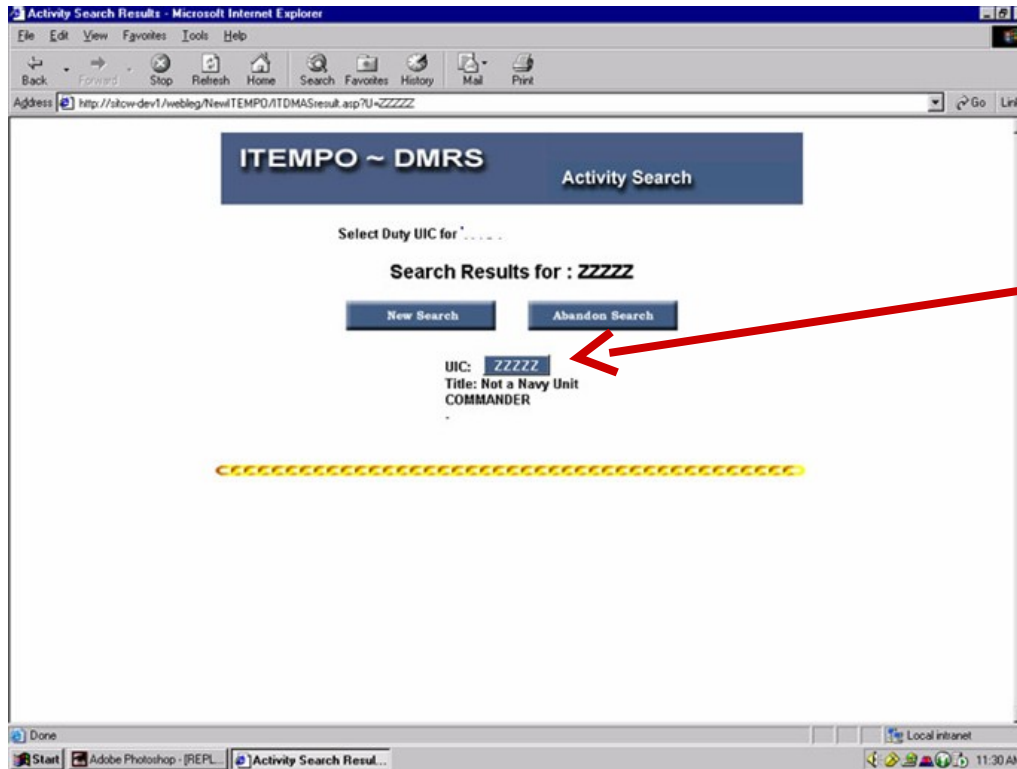 Activity Search Results - Microsoft Internet Explorer
File Edit View Favorites Tools Help
Back Forward Stop Refresh Home Search Favorites History Mail Print
Address http://sitcw-dev1/webleg/NewITEMPO/ITDMASresult.asp?U=ZZZZZ Go
ITEMPO ~ DMRS
Activity Search
Select Duty UIC for
Search Results for : ZZZZZ
New Search Abandon Search
UIC: ZZZZZ
Title: Not a Navy Unit
COMMANDER
Done Local intranet
Start Adobe Photoshop - [REPL... Activity Search Resul... 11:30 AM